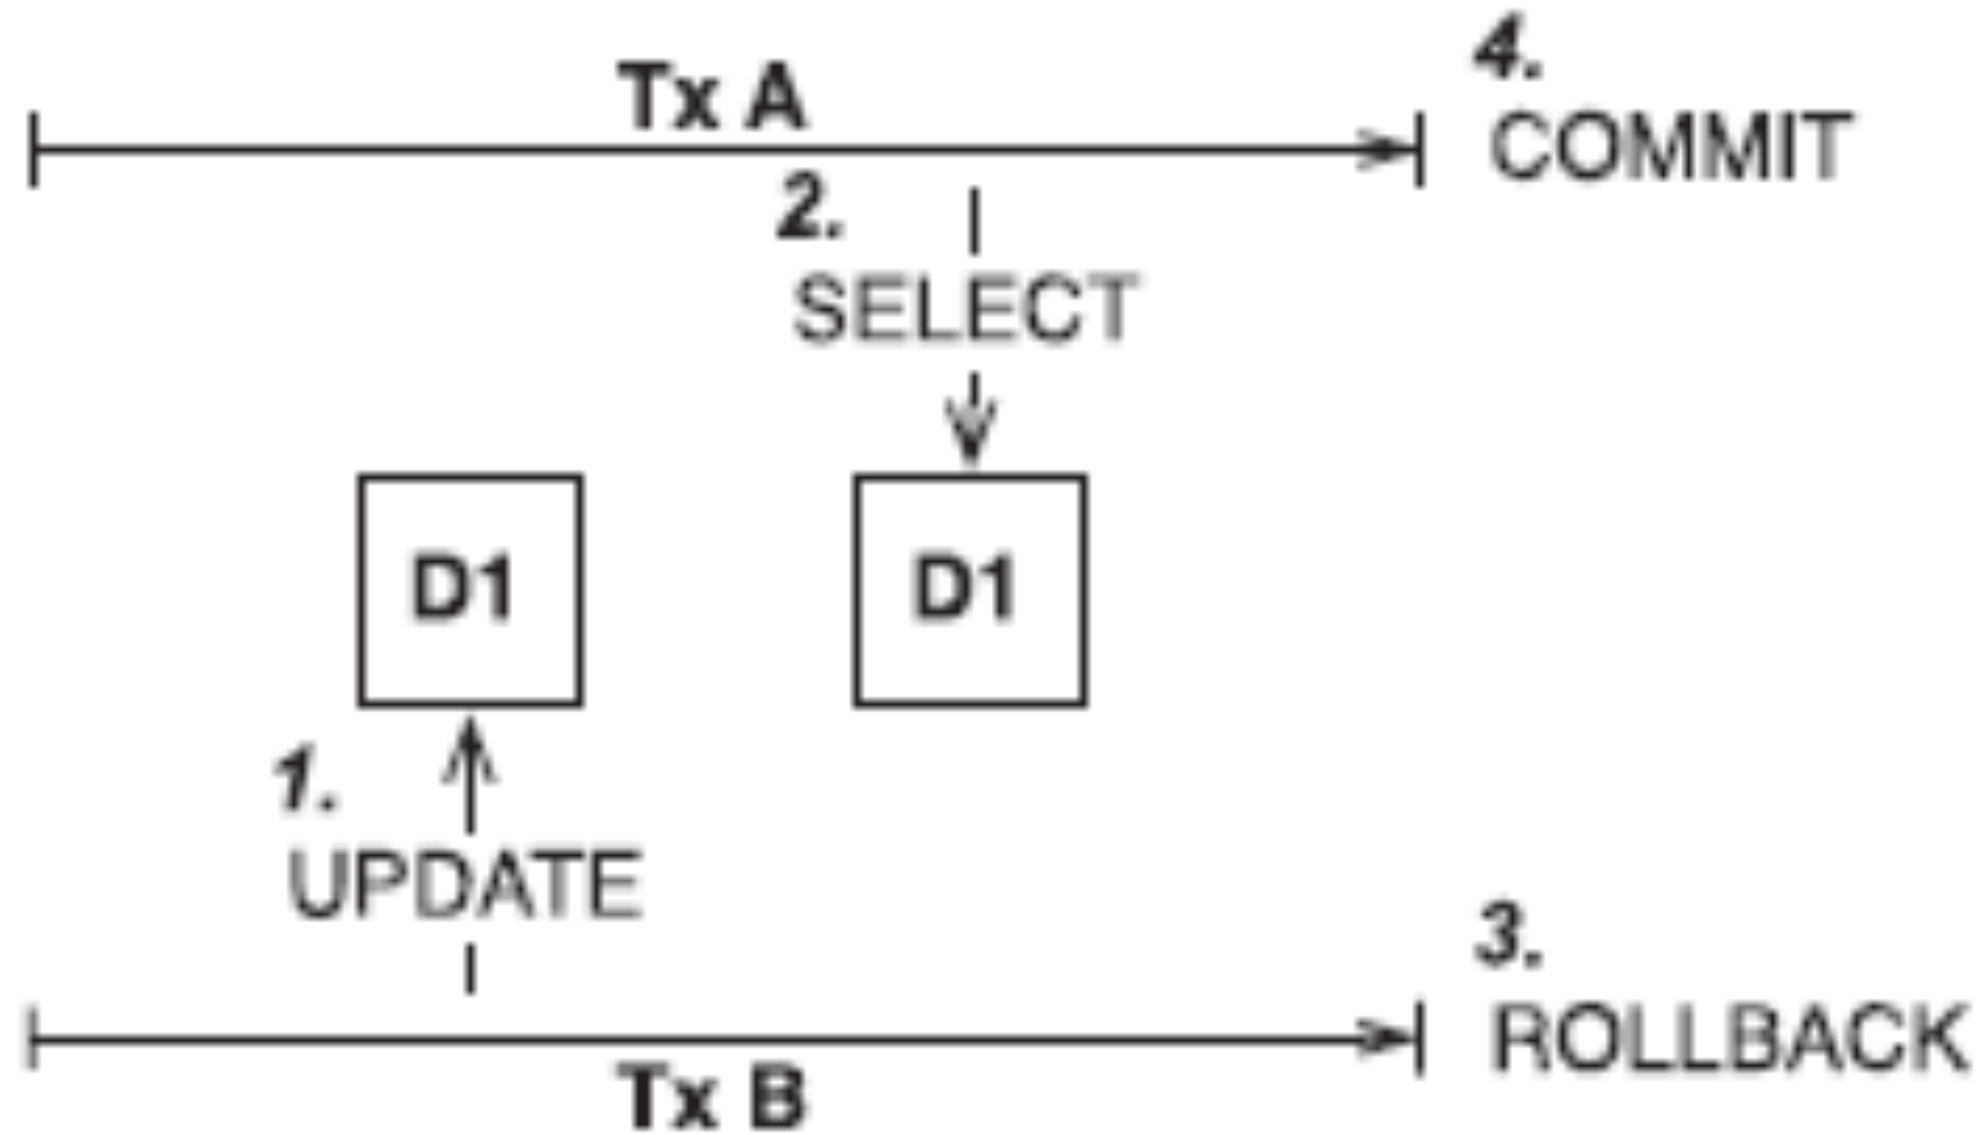 4.
Tx A
COMMIT
2.
SELECT
D1 D1
1.
UPDATE
3.
ROLLBACK
Tx B